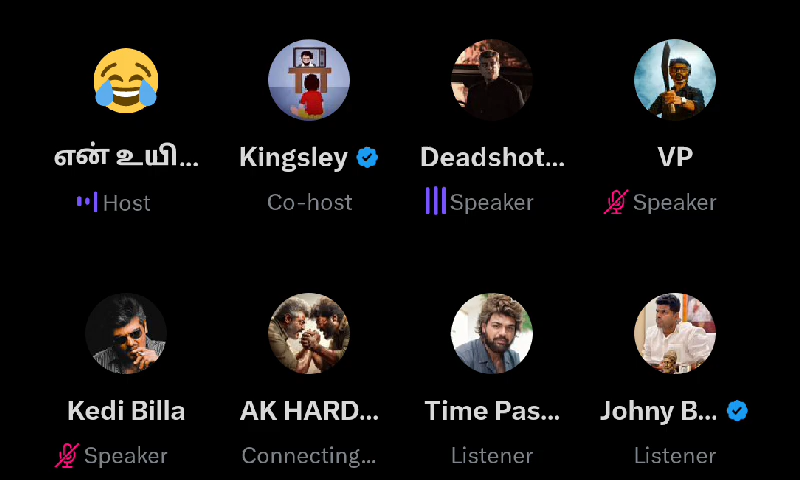 என் உயி... Kingsley Deadshot... VP
Host Co-host Speaker Speaker
Kedi Billa AK HARD... Time Pas... Johny B...
Speaker Connecting... Listener Listener